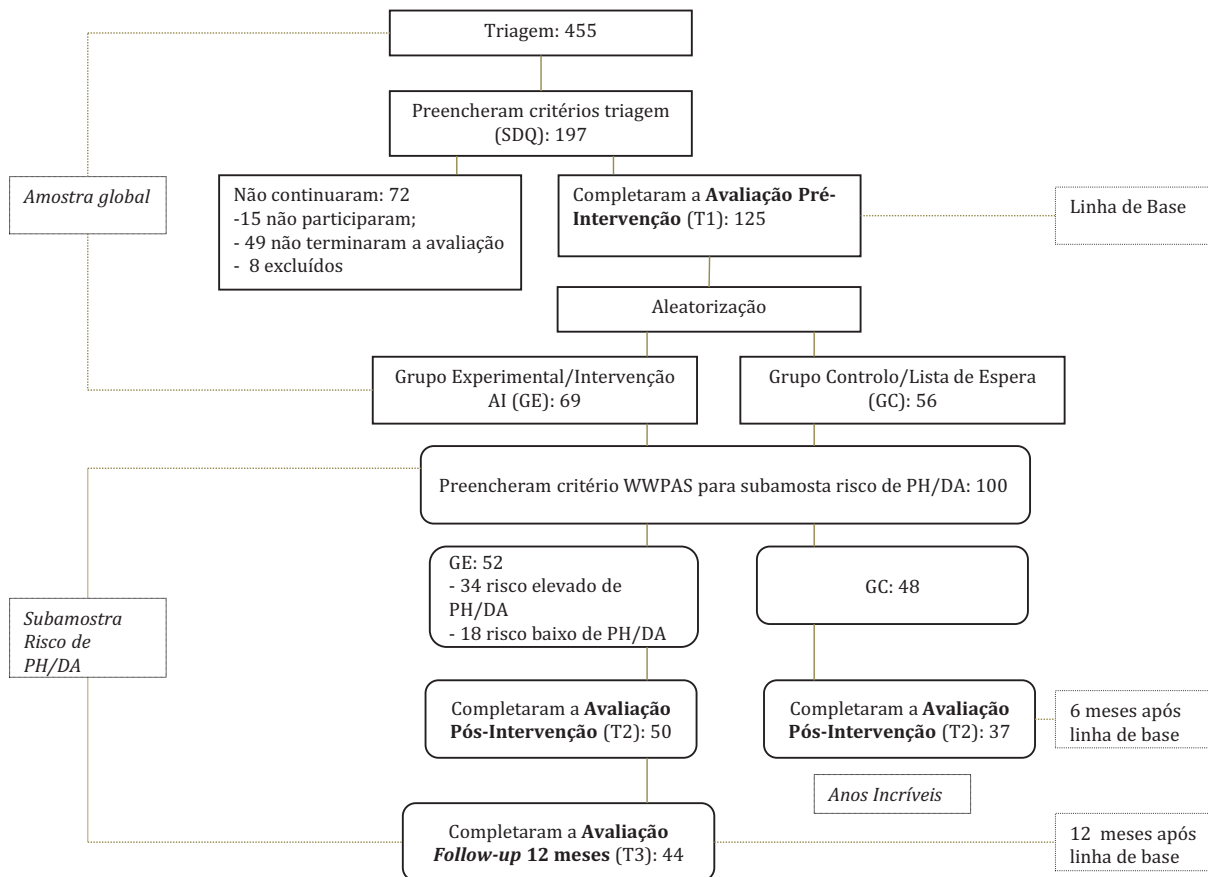 Triagem: 455
Preencheram critérios triagem
(SDQ): 197
Amostra global
Não continuaram: 72
-15 não participaram;
- 49 não terminaram a avaliação
- 8 excluídos
Completaram a Avaliação Pré-
Intervenção (T1): 125
Linha de Base
Aleatorização
Grupo Experimental/Intervenção
AI (GE): 69
Grupo Controlo/Lista de Espera
(GC): 56
Preencheram critério WWPAS para subamosta risco de PH/DA: 100
Subamostra
Risco de
PH/DA
GE: 52
- 34 risco elevado de
PH/DA
- 18 risco baixo de PH/DA
GC: 48
Completaram a Avaliação
Pós-Intervenção (T2): 50
Completaram a Avaliação
Pós-Intervenção (T2): 37
6 meses após
linha de base
Anos Incríveis
Completaram a Avaliação
Follow-up 12 meses (T3): 44
12 meses após
linha de base